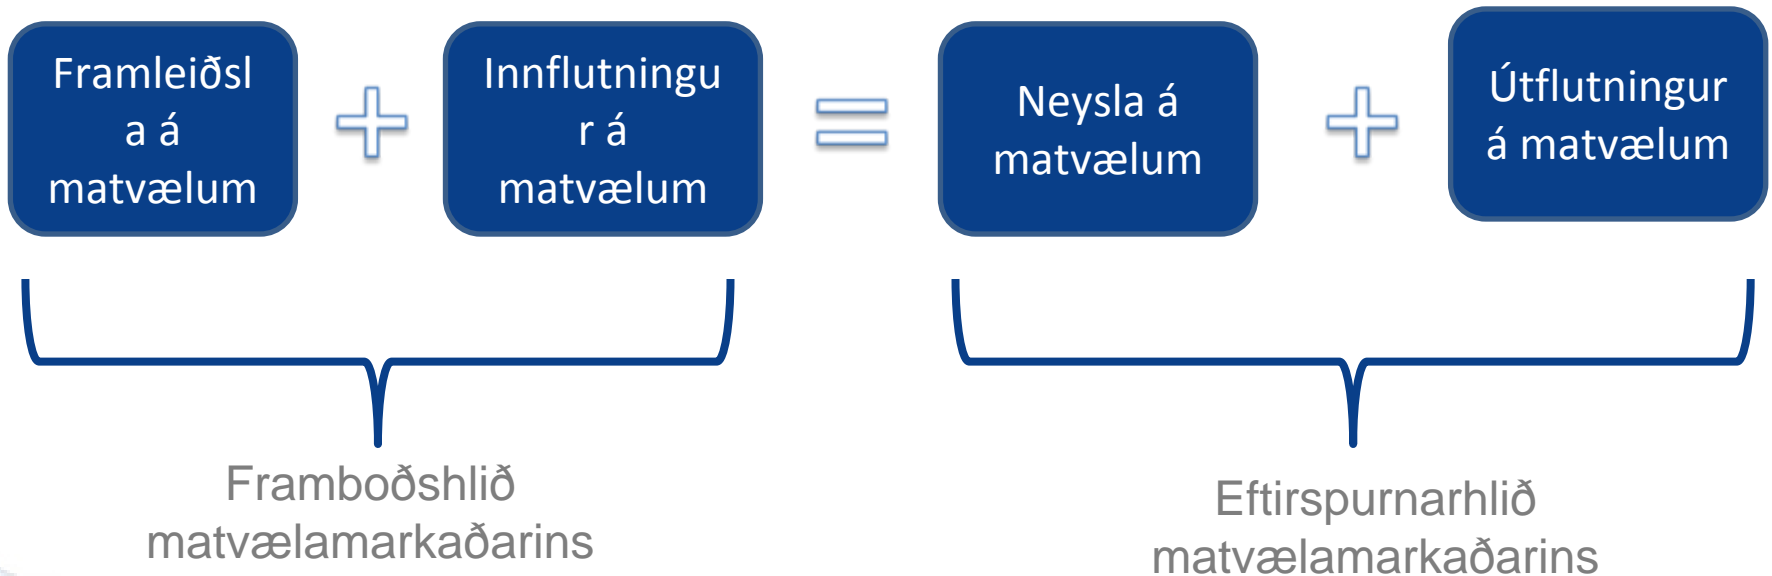 Framleiðsl
a á
matvælum
Innflutningu
r á
matvælum
Neysla á
matvælum
Útflutningur
á matvælum
Framboðshlið
matvælamarkaðarins
Eftirspurnarhlið
matvælamarkaðarins